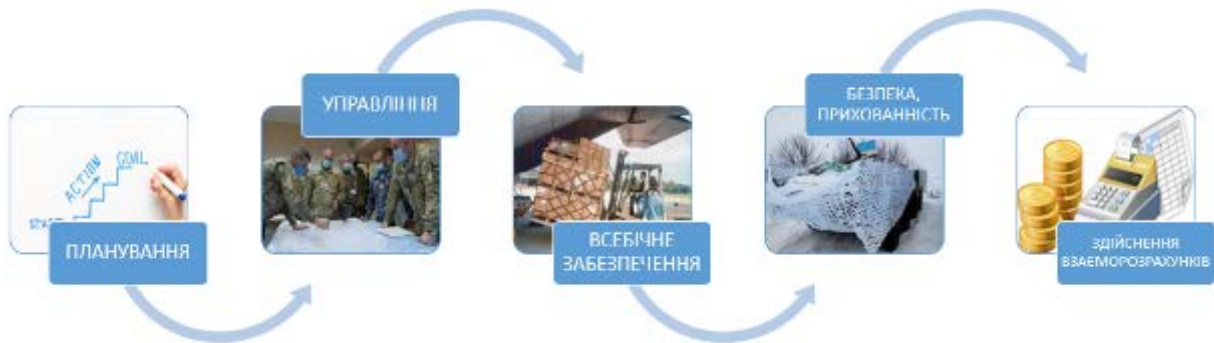 START
ACTION
GOAL
ПЛАНУВАННЯ
УПРАВЛІННЯ
ВСЕБІЧНЕ
ЗАБЕЗПЕЧЕННЯ
БЕЗПЕКА,
ПРИХОВАННІСТЬ
ЗДІЙСНЕННЯ
ВЗАЄМОРОЗРАХУНКІВ